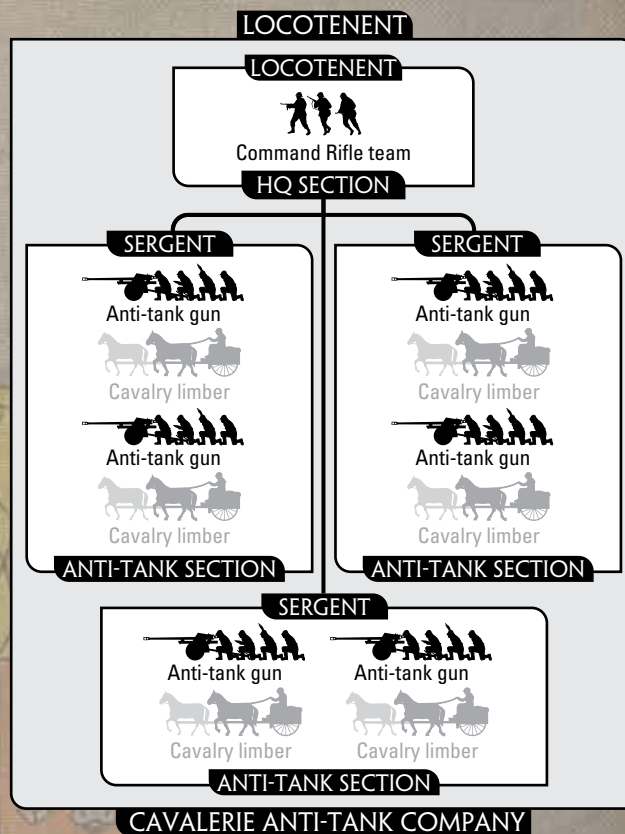 LOCOTENENT
LOCOTENENT
Command Rifle team
HQ SECTION
SERGENT
Anti-tank gun
Cavalry limber
Anti-tank gun
Cavalry limber
ANTI-TANK SECTION
SERGENT
Anti-tank gun
Cavalry limber
Anti-tank gun
Cavalry limber
ANTI-TANK SECTION
SERGENT
Anti-tank gun Anti-tank gun
Cavalry limber Cavalry limber
ANTI-TANK SECTION
CAVALERIE ANTI-TANK COMPANY